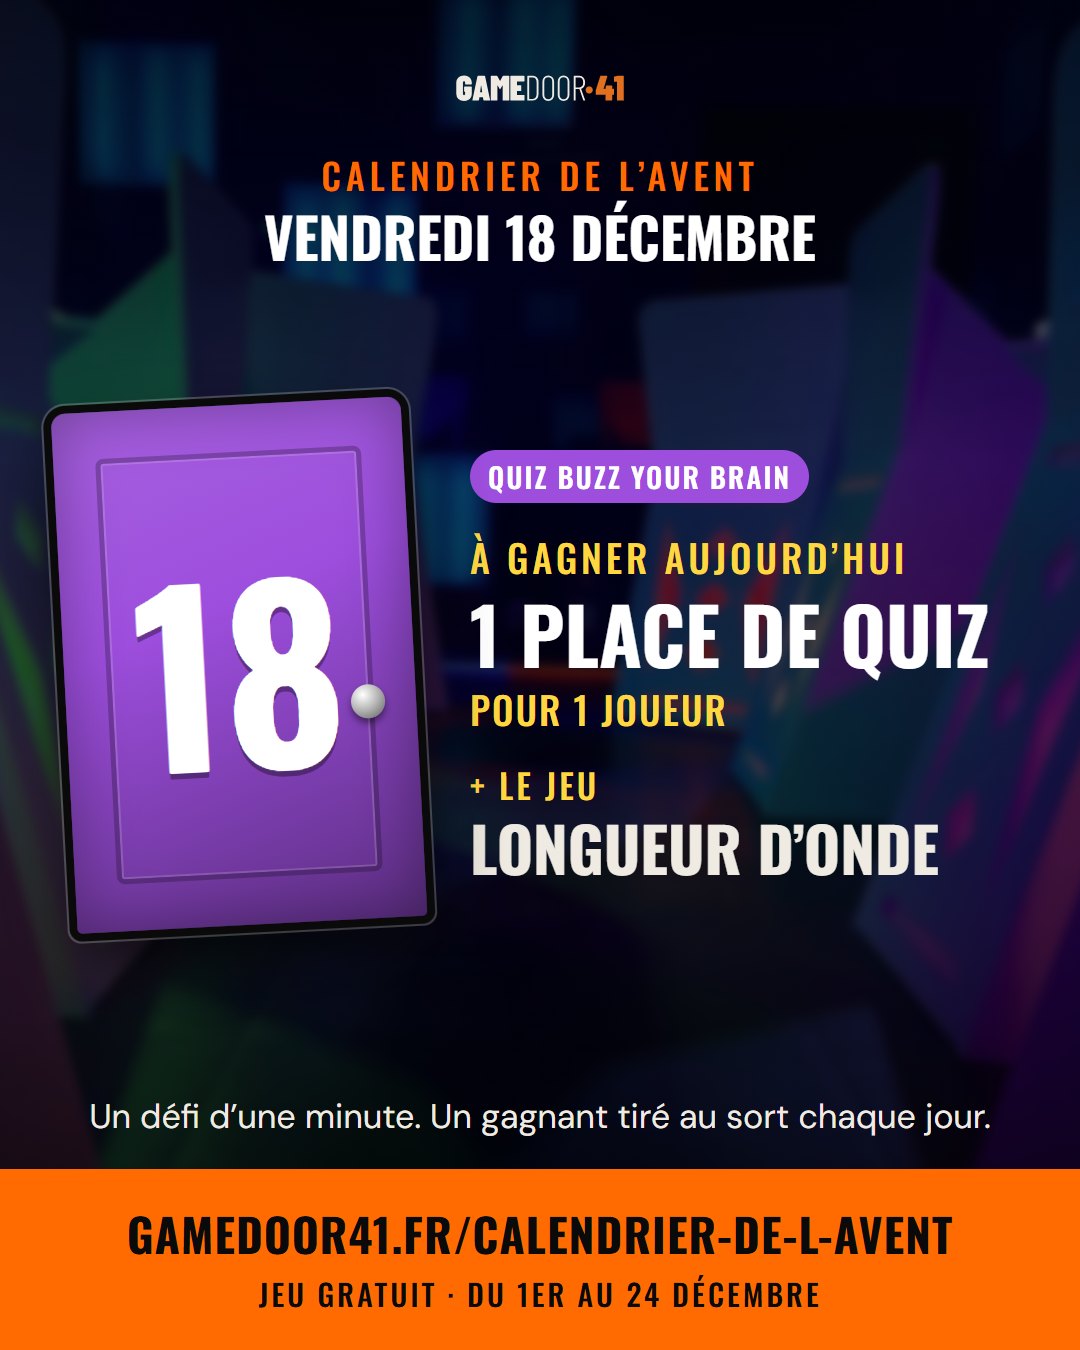 GAMEDOOR·41
CALENDRIER DE L’AVENT
VENDREDI 18 DÉCEMBRE
18
QUIZ BUZZ YOUR BRAIN
À GAGNER AUJOURD’HUI
1 PLACE DE QUIZ
POUR 1 JOUEUR
+ LE JEU
LONGUEUR D’ONDE
Un défi d’une minute. Un gagnant tiré au sort chaque jour.
GAMEDOOR41.FR/CALENDRIER-DE-L-AVENT
JEU GRATUIT · DU 1ER AU 24 DÉCEMBRE